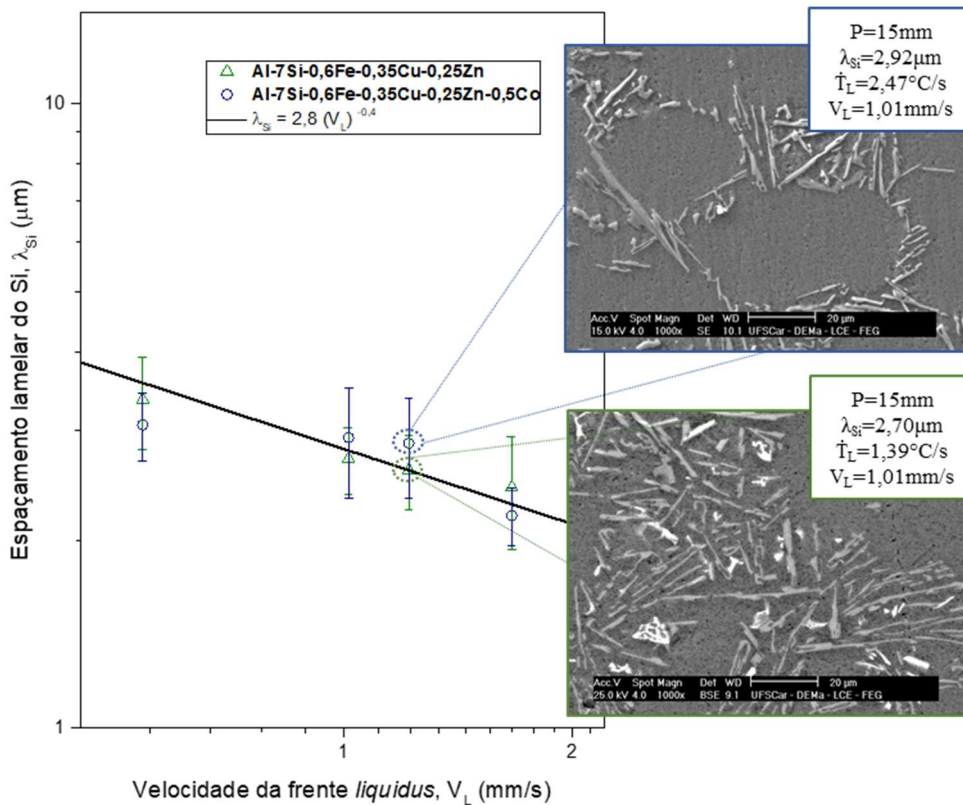 10
1
Espaçamento lamelar do Si, λSi (μm)
Al-7Si-0,6Fe-0,35Cu-0,25Zn
Al-7Si-0,6Fe-0,35Cu-0,25Zn-0,5Co
λSi = 2,8 (VL) -0,4
1
2
Velocidade da frente liquidus, VL (mm/s)
P=15mm
λSi=2,92μm
ṪL=2,47°C/s
VL=1,01mm/s
Acc.V Spot Magn Det WD 20 μm
15.0 kV 4.0 1000x SE 10.1 UFSCar - DEMa - LCE - FEG
P=15mm
λSi=2,70μm
ṪL=1,39°C/s
VL=1,01mm/s
Acc.V Spot Magn Det WD 20 μm
25.0 kV 4.0 1000x BSE 9.1 UFSCar - DEMa - LCE - FEG